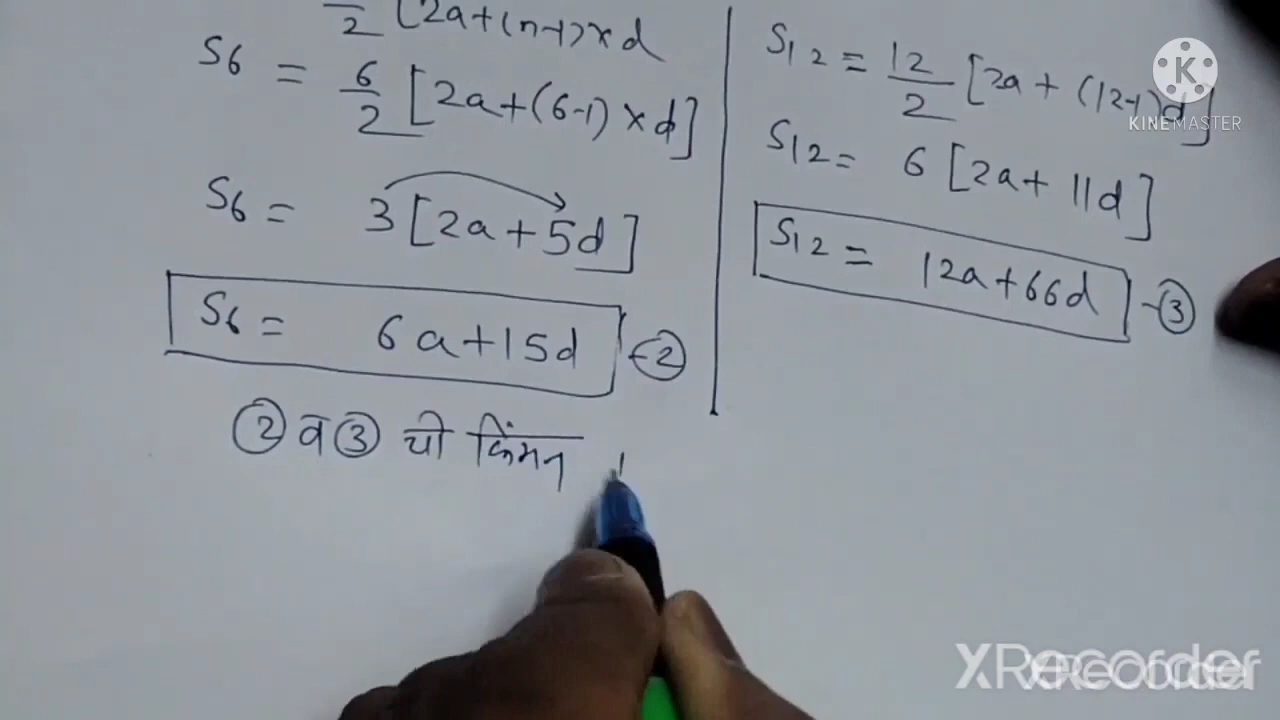 n/2 [2a+(n-1)×d
S6 = 6/2 [2a+(6-1)×d]
S6 = 3[2a+5d]
S6 = 6a+15d -②
② व ③ ची किंमत
S12 = 12/2 [2a+(12-1)d]
S12 = 6[2a+11d]
S12 = 12a+66d -③
K
KINEMASTER
XRecorder
XRecorder